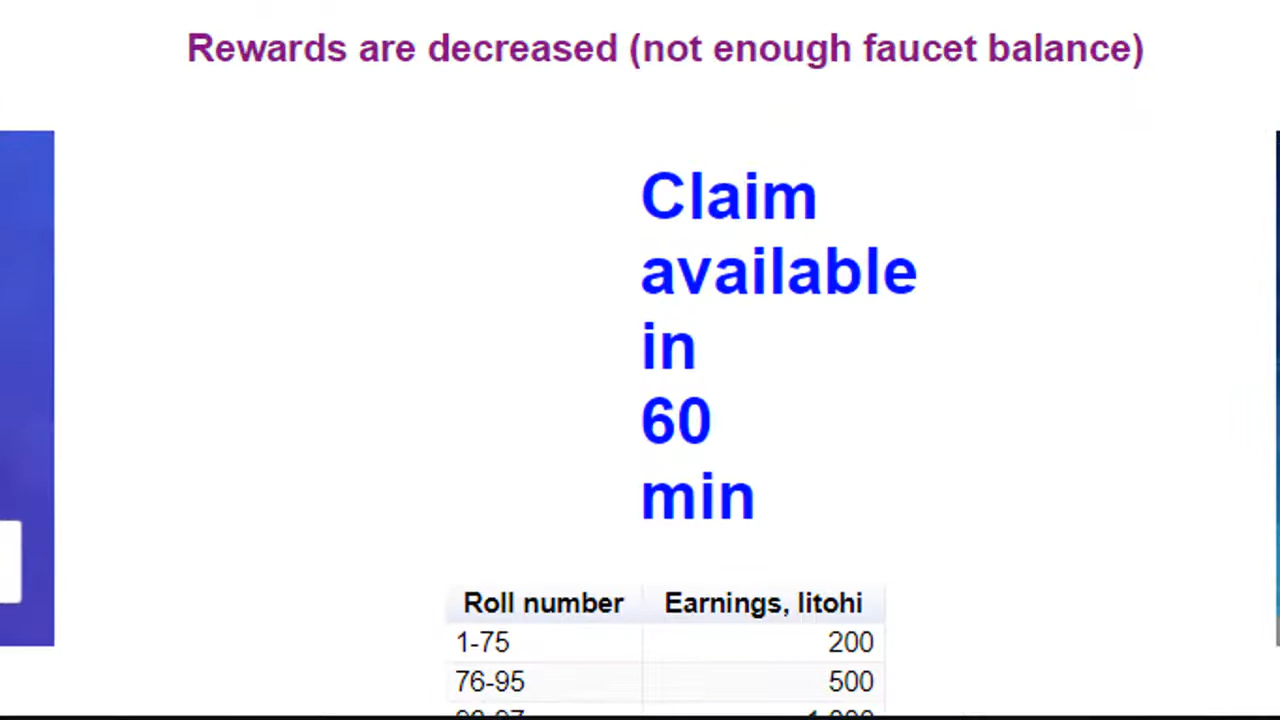 Rewards are decreased (not enough faucet balance)
Claim
available
in
60
min
Roll number Earnings, litohi
1-75 200
76-95 500